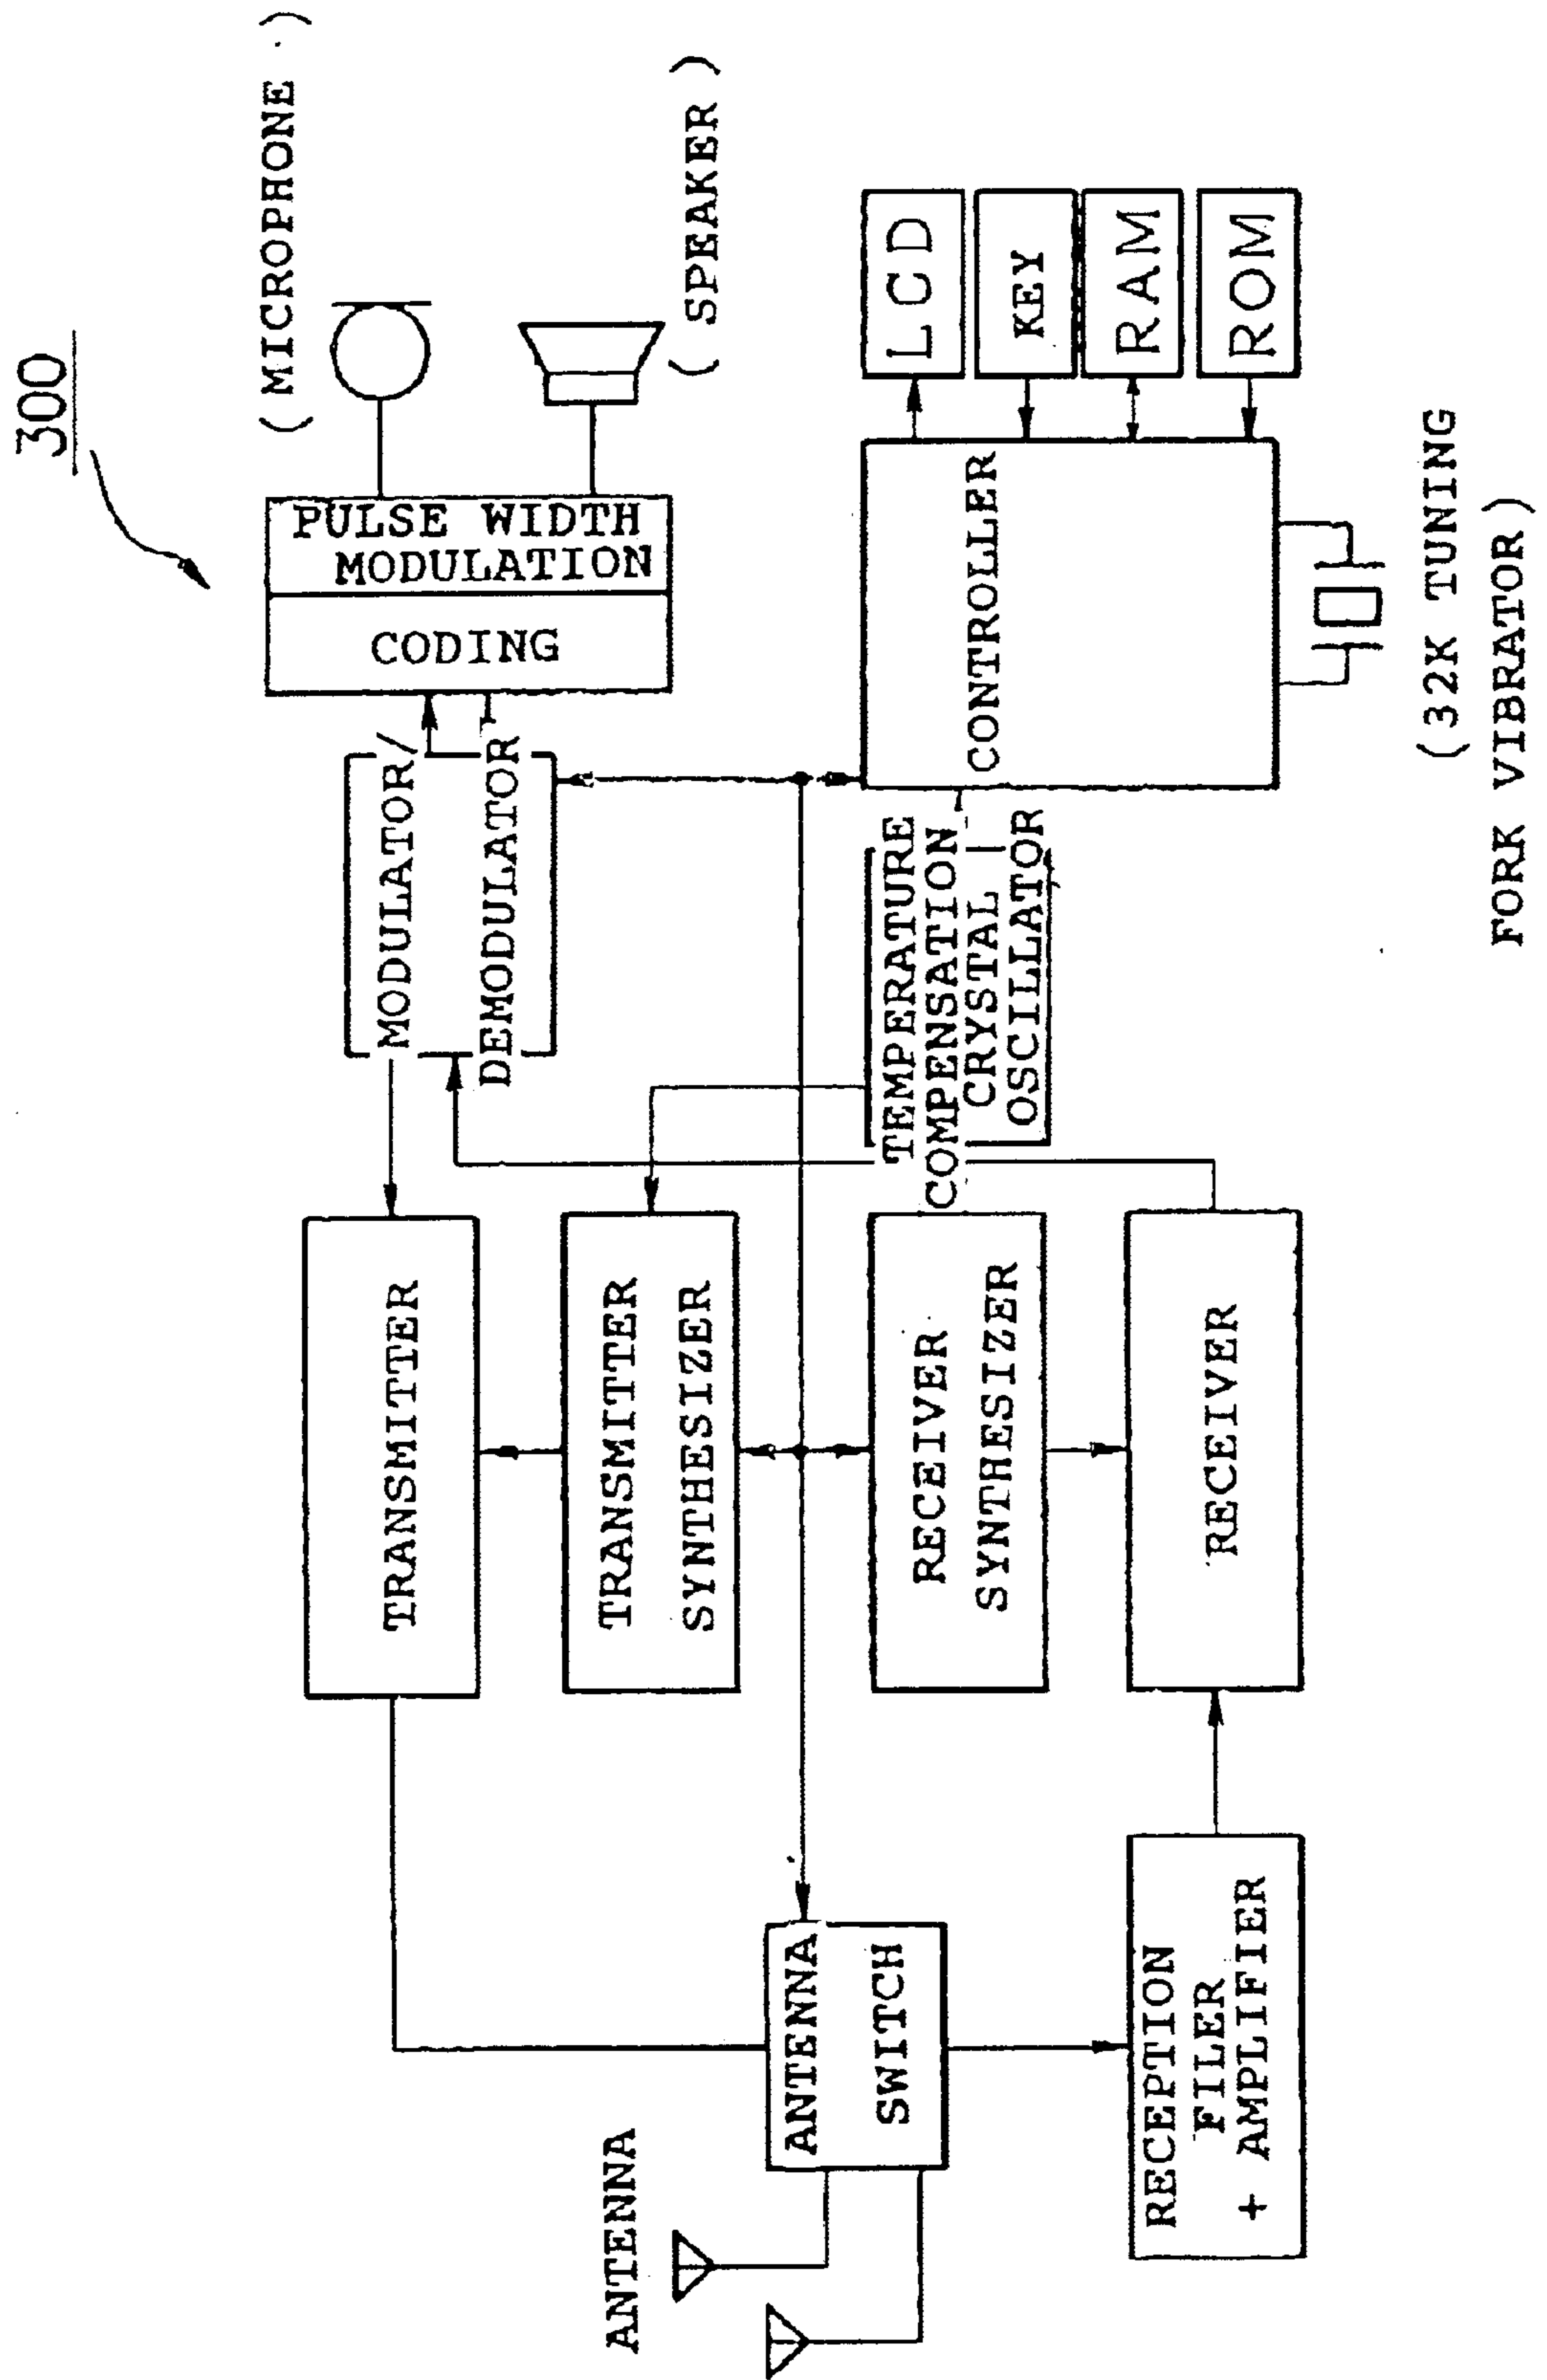 300
( MICROPHONE )
( SPEAKER )
PULSE WIDTH
MODULATION
CODING
MODULATOR/
DEMODULATOR
TRANSMITTER
TRANSMITTER
SYNTHESIZER
RECEIVER
SYNTHESIZER
RECEIVER
TEMPERATURE
COMPENSATION
CRYSTAL
OSCILLATOR
CONTROLLER
LCD
KEY
RAM
ROM
(32K TUNING
FORK VIBRATOR)
ANTENNA
ANTENNA
SWITCH
RECEPTION
FILER
+ AMPLIFIER